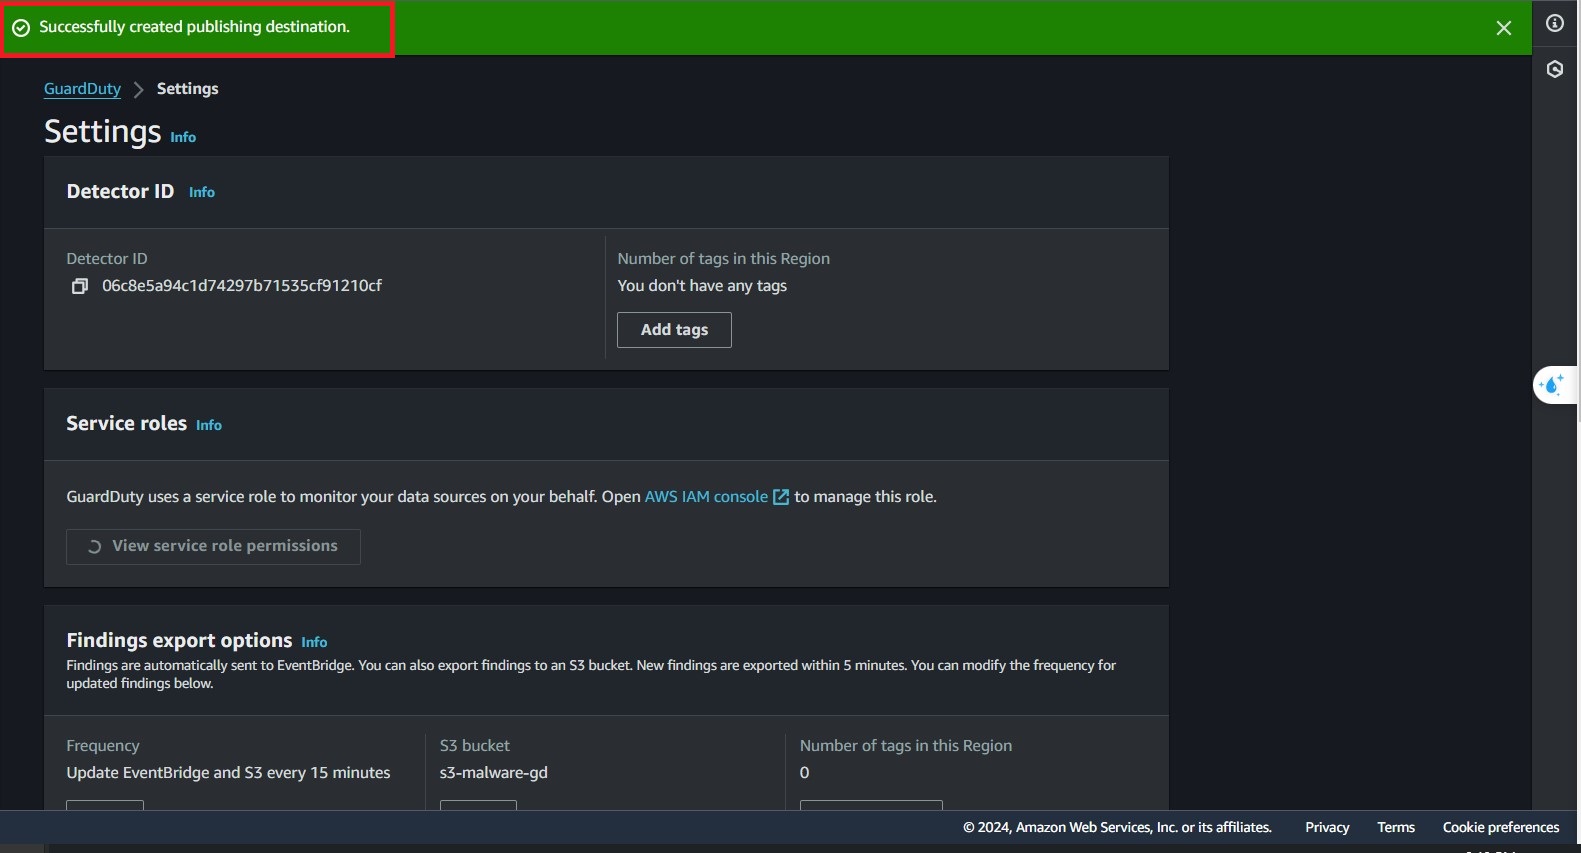 Successfully created publishing destination.
GuardDuty
Settings
Settings Info
Detector ID Info
Detector ID
06c8e5a94c1d74297b71535cf91210cf
Number of tags in this Region
You don't have any tags
Add tags
Service roles Info
GuardDuty uses a service role to monitor your data sources on your behalf. Open AWS IAM console to manage this role.
View service role permissions
Findings export options Info
Findings are automatically sent to EventBridge. You can also export findings to an S3 bucket. New findings are exported within 5 minutes. You can modify the frequency for
updated findings below.
Frequency
Update EventBridge and S3 every 15 minutes
S3 bucket
s3-malware-gd
Number of tags in this Region
0
© 2024, Amazon Web Services, Inc. or its affiliates. Privacy Terms Cookie preferences